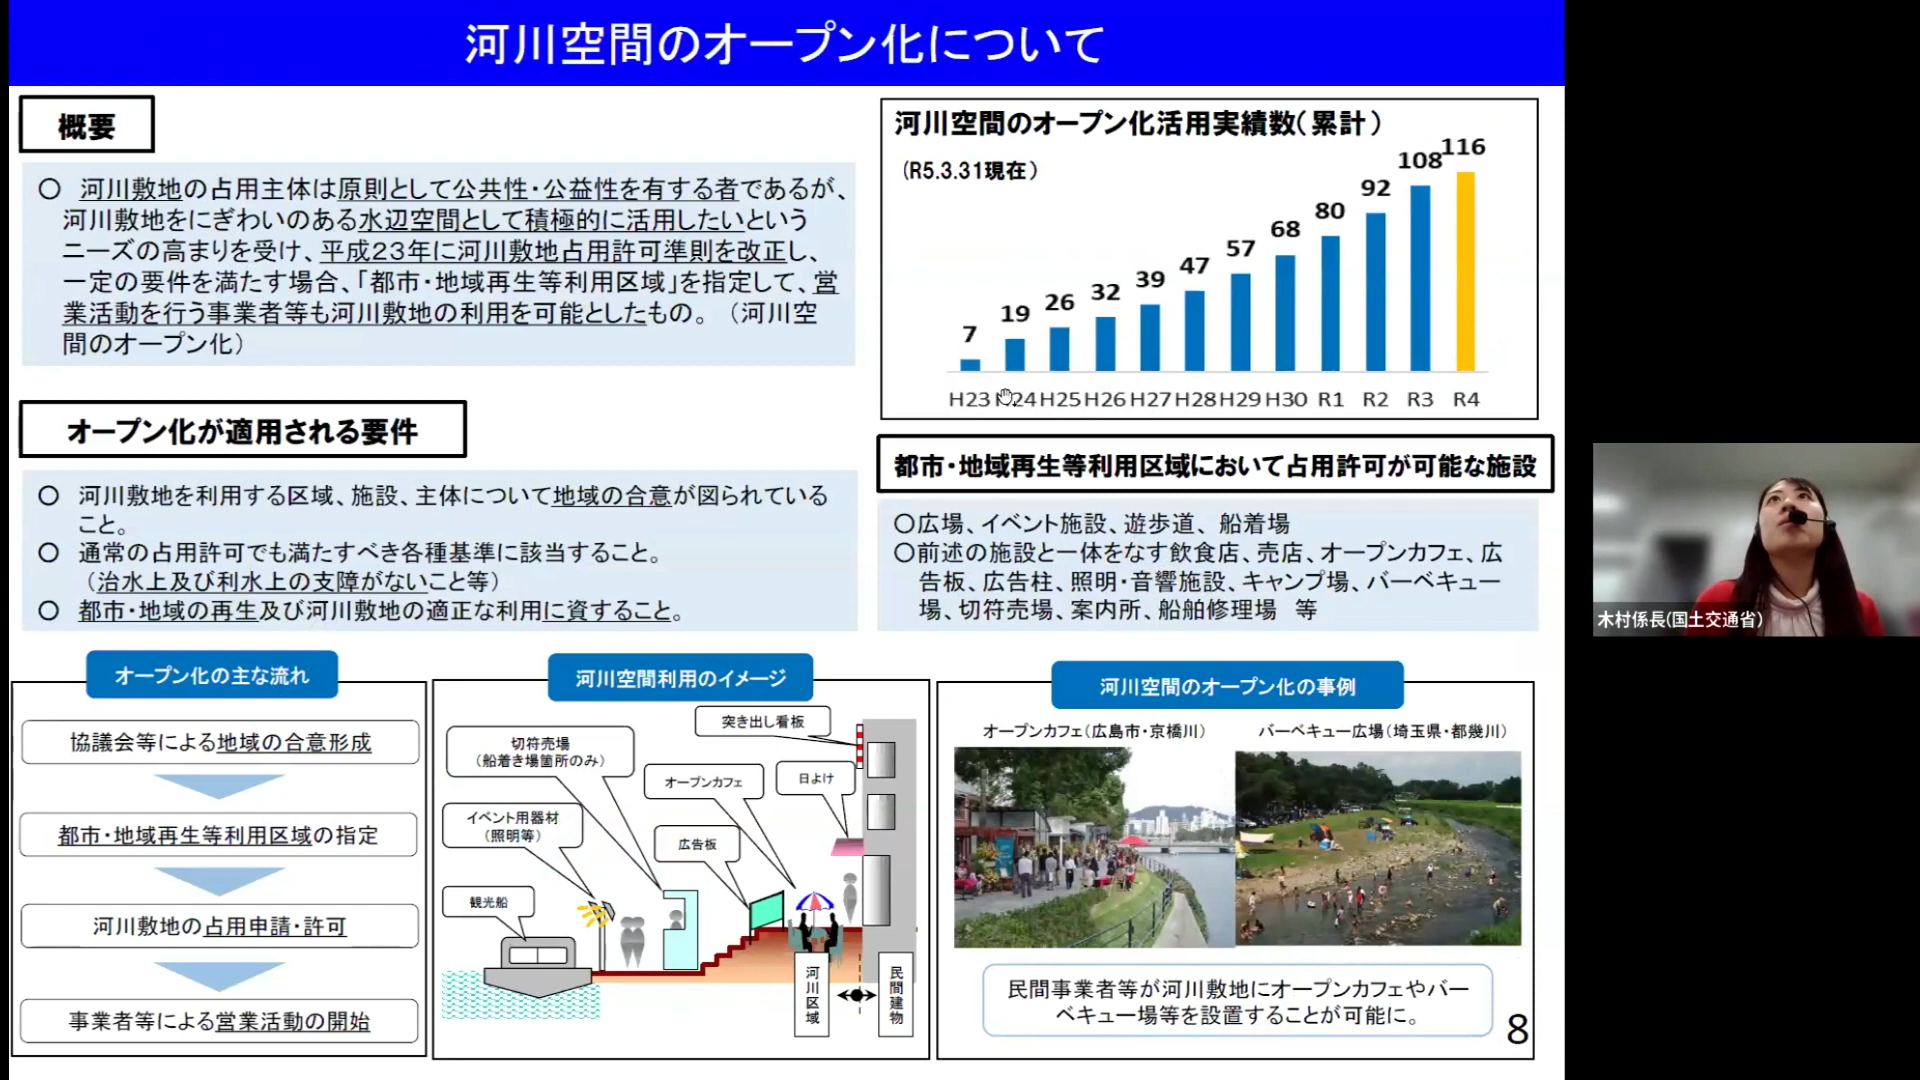 河川空間のオープン化について
概要
○ 河川敷地の占用主体は原則として公共性・公益性を有する者であるが、
河川敷地をにぎわいのある水辺空間として積極的に活用したいという
ニーズの高まりを受け、平成23年に河川敷地占用許可準則を改正し、
一定の要件を満たす場合、「都市・地域再生等利用区域」を指定して、営
業活動を行う事業者等も河川敷地の利用を可能としたもの。（河川空
間のオープン化）
オープン化が適用される要件
○ 河川敷地を利用する区域、施設、主体について地域の合意が図られている
こと。
○ 通常の占用許可でも満たすべき各種基準に該当すること。
（治水上及び利水上の支障がないこと等）
○ 都市・地域の再生及び河川敷地の適正な利用に資すること。
河川空間のオープン化活用実績数（累計）
（R5.3.31現在）
7 19 26 32 39 47 57 68 80 92 108 116
H23 H24 H25 H26 H27 H28 H29 H30 R1 R2 R3 R4
都市・地域再生等利用区域において占用許可が可能な施設
○広場、イベント施設、遊歩道、船着場
○前述の施設と一体をなす飲食店、売店、オープンカフェ、広
告板、広告柱、照明・音響施設、キャンプ場、バーベキュー
場、切符売場、案内所、船舶修理場 等
オープン化の主な流れ
協議会等による地域の合意形成
都市・地域再生等利用区域の指定
河川敷地の占用申請・許可
事業者等による営業活動の開始
河川空間利用のイメージ
突き出し看板
切符売場
（船着き場箇所のみ）
オープンカフェ
日よけ
イベント用器材
（照明等）
広告板
観光船
河川区域
民間建物
河川空間のオープン化の事例
オープンカフェ（広島市・京橋川）
バーベキュー広場（埼玉県・都幾川）
民間事業者等が河川敷地にオープンカフェやバー
ベキュー場等を設置することが可能に。
8
木村係長(国土交通省)